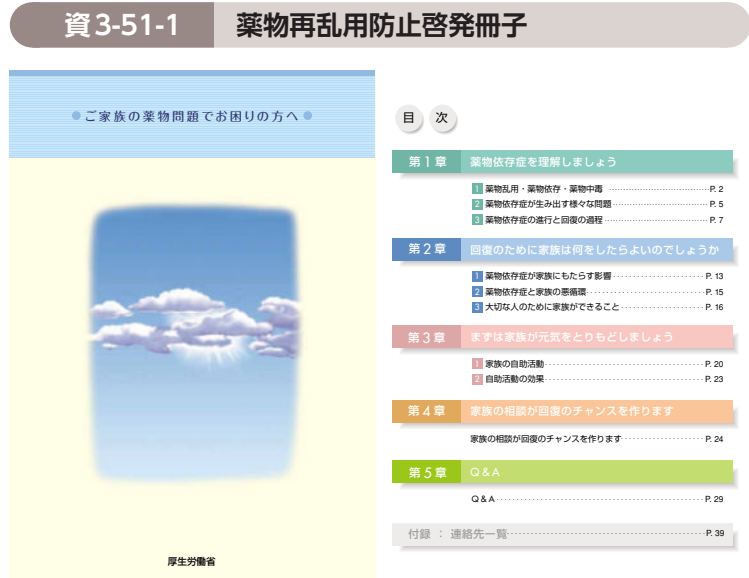 資3-51-1 薬物再乱用防止啓発冊子
●ご家族の薬物問題でお困りの方へ●
厚生労働省
目次
第1章 薬物依存症を理解しましょう
1 薬物乱用・薬物依存・薬物中毒 P. 2
2 薬物依存症が生み出す様々な問題 P. 5
3 薬物依存症の進行と回復の過程 P. 7
第2章 回復のために家族は何をしたらよいのでしょうか
1 薬物依存症が家族にもたらす影響 P. 13
2 薬物依存症と家族の悪循環 P. 15
3 大切な人のために家族ができること P. 16
第3章 まずは家族が元気をとりもどしましょう
1 家族の自助活動 P. 20
2 自助活動の効果 P. 23
第4章 家族の相談が回復のチャンスを作ります
家族の相談が回復のチャンスを作ります P. 24
第5章 Q&A
Q&A P. 29
付録 : 連絡先一覧 P. 39